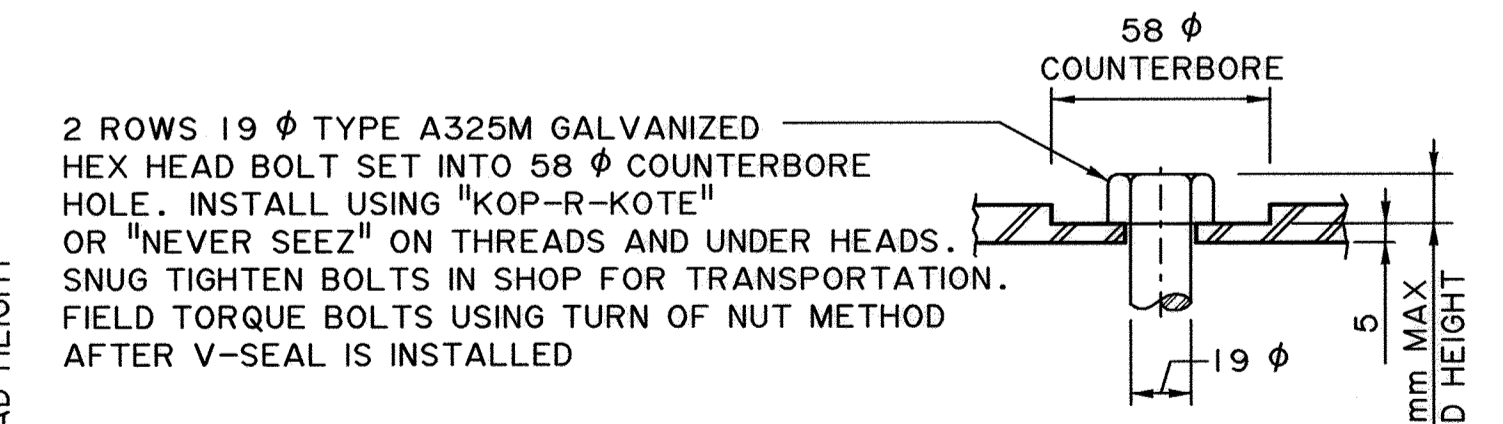 58 ϕ
COUNTERBORE
2 ROWS 19 ϕ TYPE A325M GALVANIZED
HEX HEAD BOLT SET INTO 58 ϕ COUNTERBORE
HOLE. INSTALL USING "KOP-R-KOTE"
OR "NEVER SEEZ" ON THREADS AND UNDER HEADS.
SNUG TIGHTEN BOLTS IN SHOP FOR TRANSPORTATION.
FIELD TORQUE BOLTS USING TURN OF NUT METHOD
AFTER V-SEAL IS INSTALLED
19 ϕ
5
mm MAX
D HEIGHT